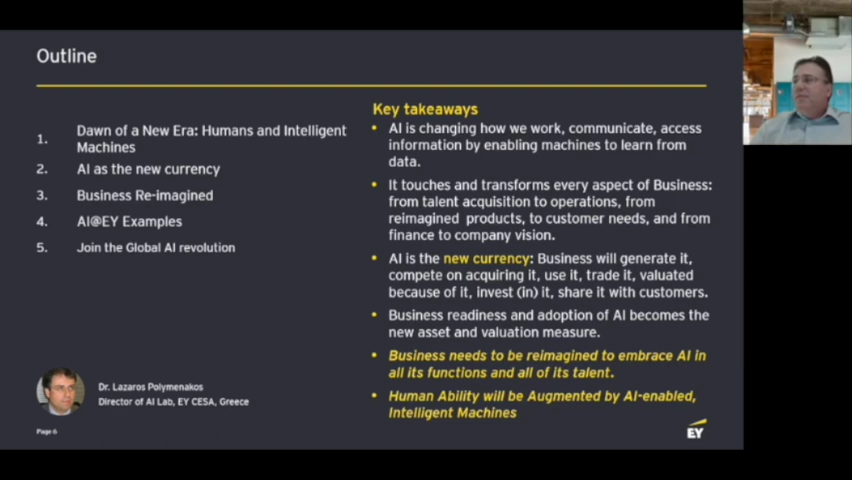 Outline
1. Dawn of a New Era: Humans and Intelligent
Machines
2. AI as the new currency
3. Business Re-imagined
4. AI@EY Examples
5. Join the Global AI revolution
Key takeaways
• AI is changing how we work, communicate, access
information by enabling machines to learn from
data.
• It touches and transforms every aspect of Business:
from talent acquisition to operations, from
reimagined products, to customer needs, and from
finance to company vision.
• AI is the new currency: Business will generate it,
compete on acquiring it, use it, trade it, valuated
because of it, invest (in) it, share it with customers.
• Business readiness and adoption of AI becomes the
new asset and valuation measure.
• Business needs to be reimagined to embrace AI in
all its functions and all of its talent.
• Human Ability will be Augmented by AI-enabled,
Intelligent Machines
Dr. Lazaros Polymenakos
Director of AI Lab, EY CESA, Greece
Page 6
EY